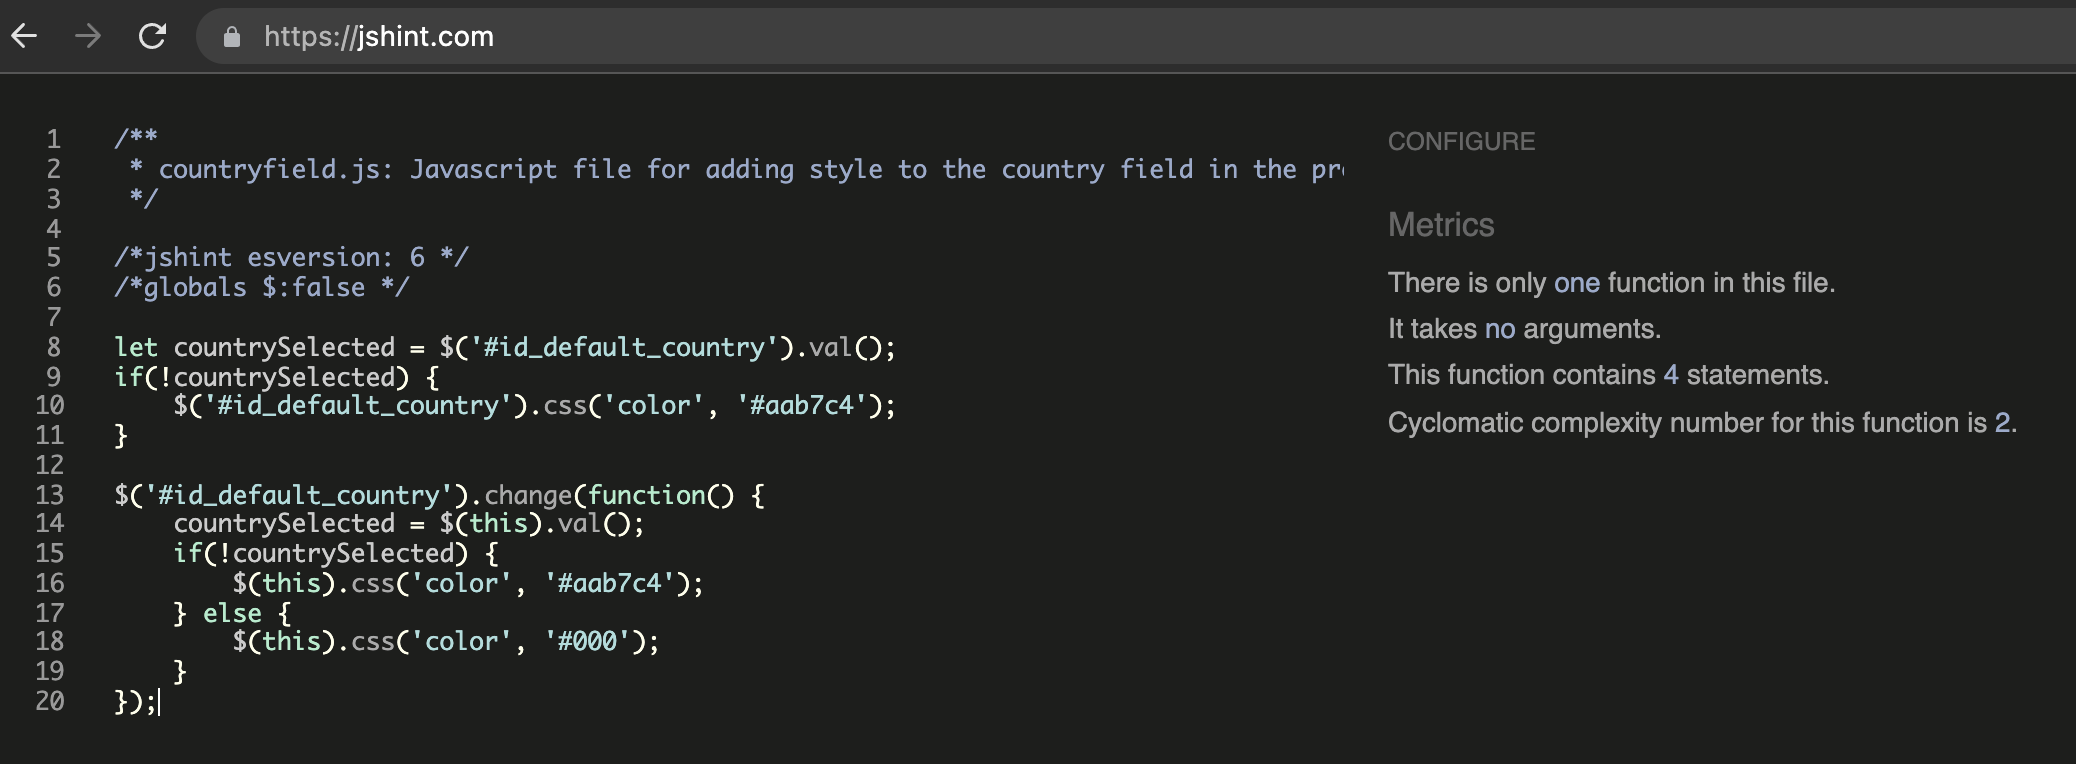 https://jshint.com
1 /**
2 * countryfield.js: Javascript file for adding style to the country field in the
3 */
4
5 /*jshint esversion: 6 */
6 /*globals $:false */
7
8 let countrySelected = $('#id_default_country').val();
9 if(!countrySelected) {
10 $('#id_default_country').css('color', '#aab7c4');
11 }
12
13 $('#id_default_country').change(function() {
14 countrySelected = $(this).val();
15 if(!countrySelected) {
16 $(this).css('color', '#aab7c4');
17 } else {
18 $(this).css('color', '#000');
19 }
20 });
CONFIGURE
Metrics
There is only one function in this file.
It takes no arguments.
This function contains 4 statements.
Cyclomatic complexity number for this function is 2.